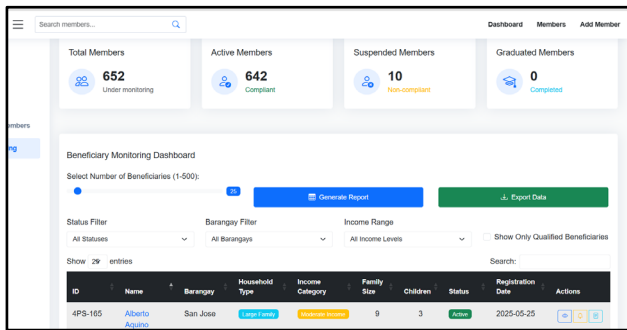 Search members...
Dashboard Members Add Member
Total Members Active Members Suspended Members Graduated Members
652 642 10 0
Under monitoring Compliant Non-compliant Completed
embers
ng
Beneficiary Monitoring Dashboard
Select Number of Beneficiaries (1-500):
25 Generate Report Export Data
Status Filter Barangay Filter Income Range
All Statuses All Barangays All Income Levels Show Only Qualified Beneficiaries
Show entries Search:
ID Name Barangay Household Type Income Category Family Size Children Status Registration Date Actions
4PS-165 Alberto Aquino San Jose Large Family Moderate Income 9 3 Active 2025-05-25